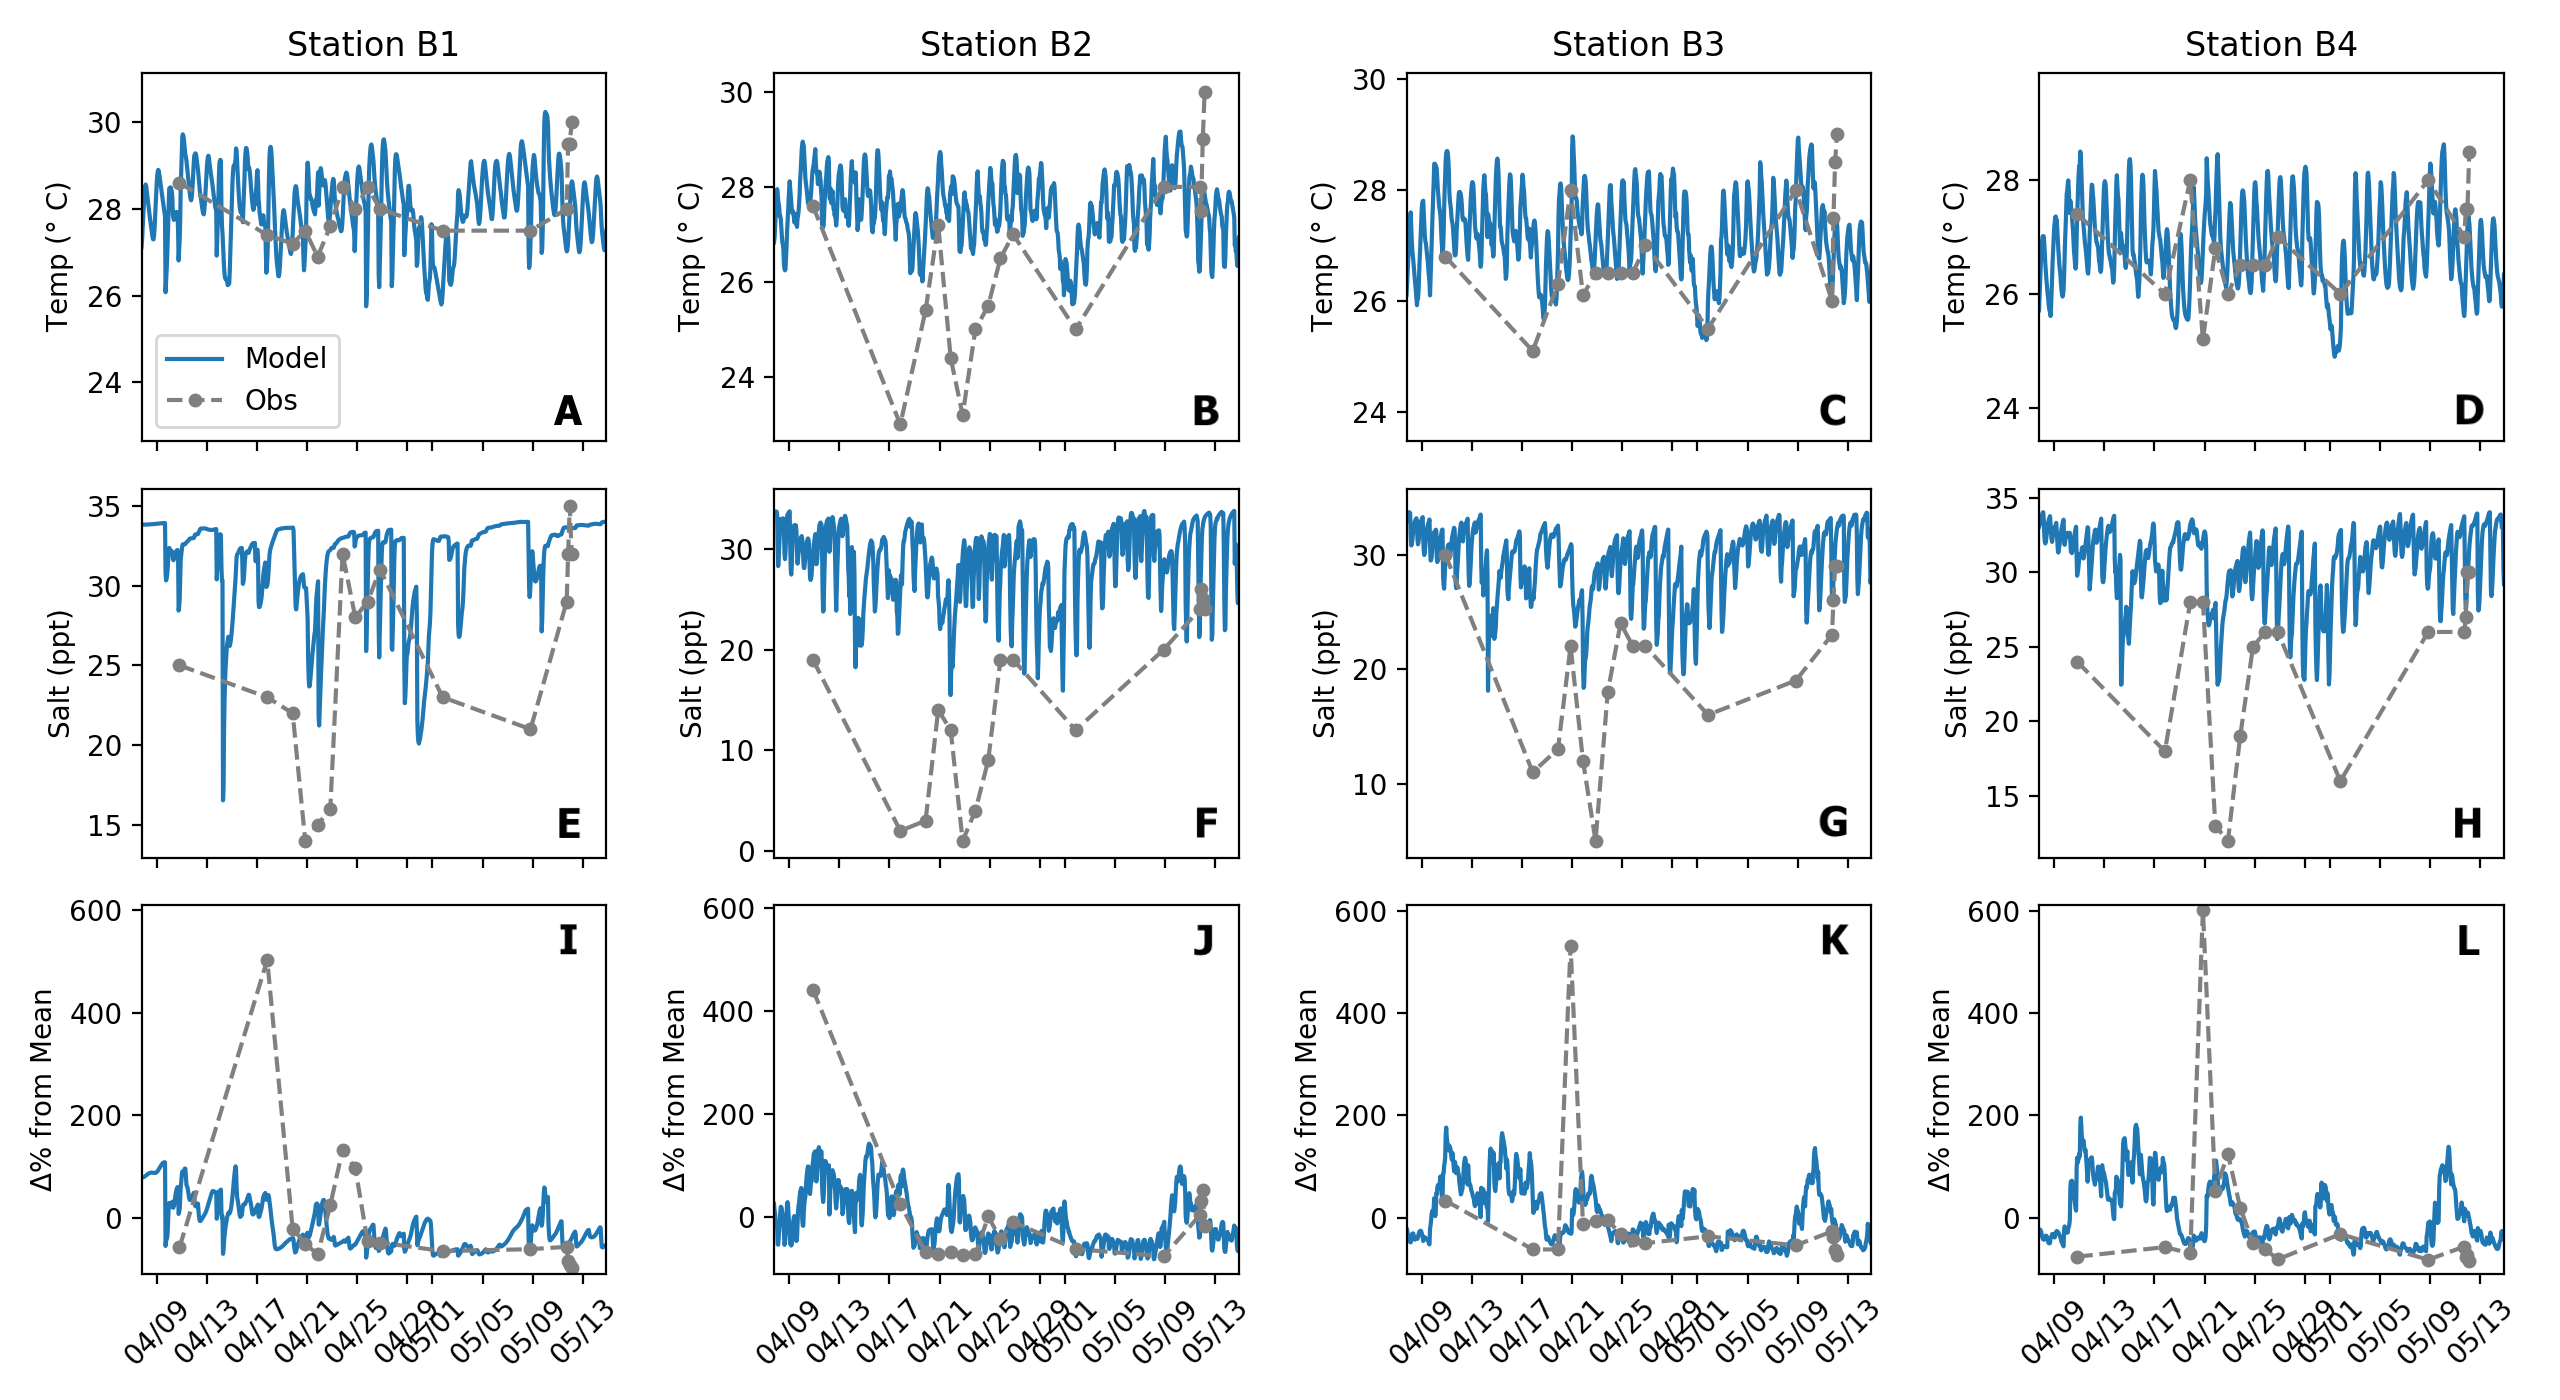 Station B1
Station B2
Station B3
Station B4
Temp (° C)
30
28
26
24
Model
Obs
A
Temp (° C)
30
28
26
24
B
Temp (° C)
30
28
26
24
C
Temp (° C)
28
26
24
D
Salt (ppt)
35
30
25
20
15
E
Salt (ppt)
30
20
10
0
F
Salt (ppt)
30
20
10
G
Salt (ppt)
35
30
25
20
15
H
Δ% from Mean
600
400
200
0
I
Δ% from Mean
600
400
200
0
J
Δ% from Mean
600
400
200
0
K
Δ% from Mean
600
400
200
0
L
04/09 04/13 04/17 04/21 04/25 04/29 05/01 05/05 05/09 05/13
04/09 04/13 04/17 04/21 04/25 04/29 05/01 05/05 05/09 05/13
04/09 04/13 04/17 04/21 04/25 04/29 05/01 05/05 05/09 05/13
04/09 04/13 04/17 04/21 04/25 04/29 05/01 05/05 05/09 05/13